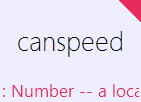 canspeed
: Number -- a loca